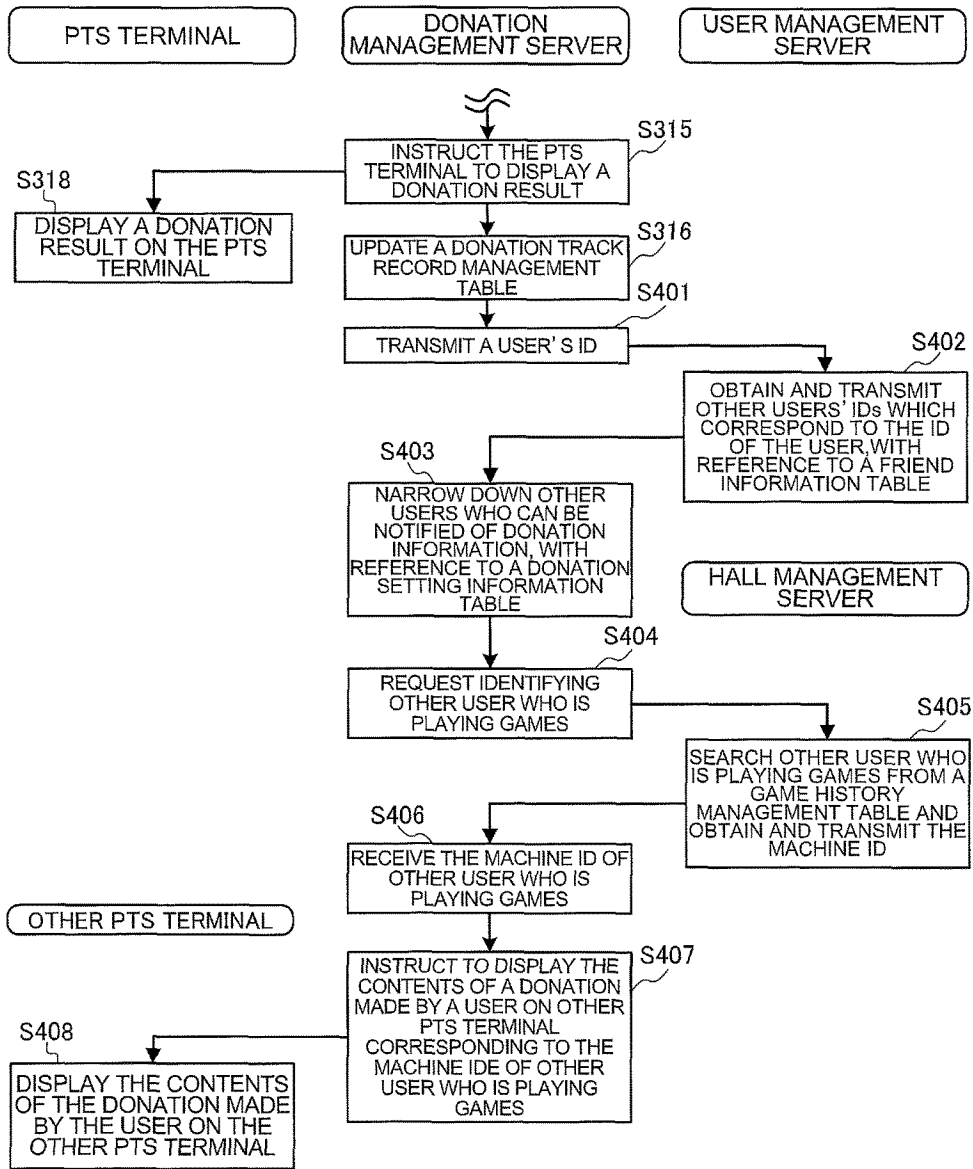 PTS TERMINAL
DONATION
MANAGEMENT SERVER
USER MANAGEMENT
SERVER
S315
INSTRUCT THE PTS
TERMINAL TO DISPLAY A
DONATION RESULT
S318
DISPLAY A DONATION
RESULT ON THE PTS
TERMINAL
S316
UPDATE A DONATION TRACK
RECORD MANAGEMENT
TABLE
S401
TRANSMIT A USER'S ID
S402
OBTAIN AND TRANSMIT
OTHER USERS' IDs WHICH
CORRESPOND TO THE ID
OF THE USER,WITH
REFERENCE TO A FRIEND
INFORMATION TABLE
S403
NARROW DOWN OTHER
USERS WHO CAN BE
NOTIFIED OF DONATION
INFORMATION, WITH
REFERENCE TO A DONATION
SETTING INFORMATION
TABLE
HALL MANAGEMENT
SERVER
S404
REQUEST IDENTIFYING
OTHER USER WHO IS
PLAYING GAMES
S405
SEARCH OTHER USER WHO
IS PLAYING GAMES FROM A
GAME HISTORY
MANAGEMENT TABLE AND
OBTAIN AND TRANSMIT THE
MACHINE ID
S406
RECEIVE THE MACHINE ID OF
OTHER USER WHO IS
PLAYING GAMES
OTHER PTS TERMINAL
S407
INSTRUCT TO DISPLAY THE
CONTENTS OF A DONATION
MADE BY A USER ON OTHER
PTS TERMINAL
CORRESPONDING TO THE
MACHINE IDE OF OTHER
USER WHO IS PLAYING
GAMES
S408
DISPLAY THE CONTENTS
OF THE DONATION MADE
BY THE USER ON THE
OTHER PTS TERMINAL